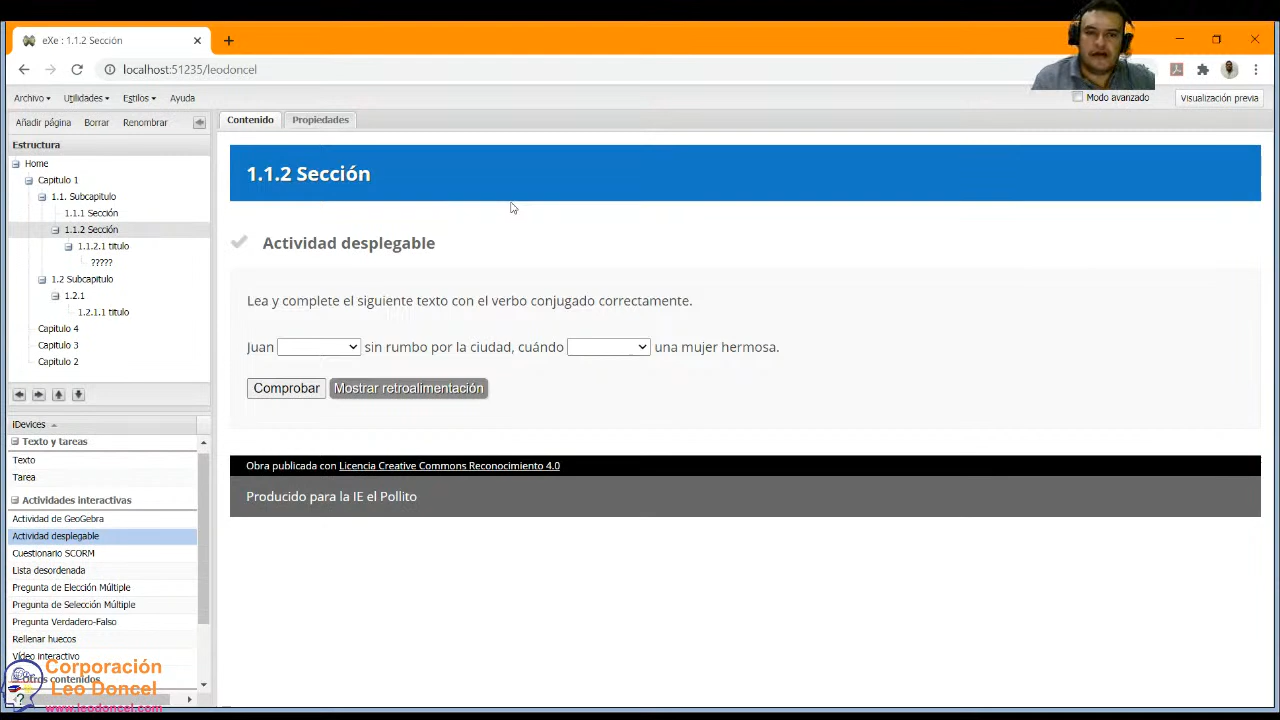 eXe : 1.1.2 Sección
localhost:51235/leodoncel
Archivo Utilidades Estilos Ayuda
Modo avanzado Visualización previa
Añadir página Borrar Renombrar
Contenido Propiedades
Estructura
Home
Capitulo 1
1.1. Subcapitulo
1.1.1 Sección
1.1.2 Sección
1.1.2.1 titulo
?????
1.2 Subcapitulo
1.2.1
1.2.1.1 titulo
Capitulo 4
Capitulo 3
Capitulo 2
iDevices
Texto y tareas
Texto
Tarea
Actividades interactivas
Actividad de GeoGebra
Actividad desplegable
Cuestionario SCORM
Lista desordenada
Pregunta de Elección Múltiple
Pregunta de Selección Múltiple
Pregunta Verdadero-Falso
Rellenar huecos
Vídeo interactivo
Otros contenidos
1.1.2 Sección
Actividad desplegable
Lea y complete el siguiente texto con el verbo conjugado correctamente.
Juan sin rumbo por la ciudad, cuándo una mujer hermosa.
Comprobar Mostrar retroalimentación
Obra publicada con Licencia Creative Commons Reconocimiento 4.0
Producido para la IE el Pollito
Corporación
Leo Doncel
www.leodoncel.com